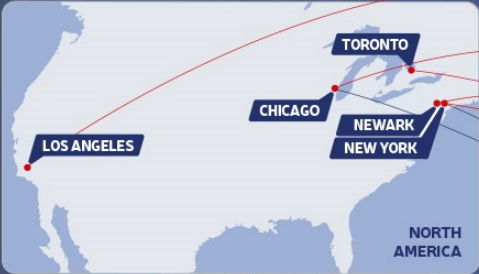 TORONTO
CHICAGO
NEWARK
NEW YORK
LOS ANGELES
NORTH
AMERICA